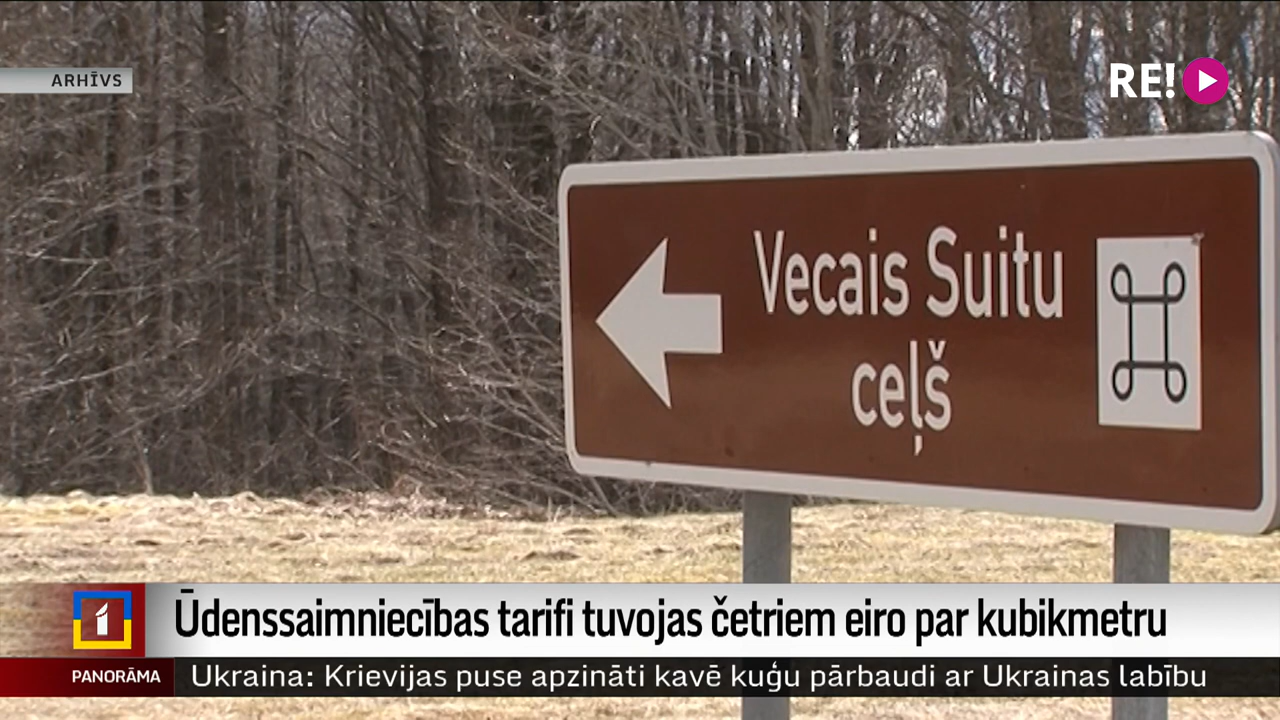 ARHĪVS
RE!
Vecais Suitu
ceļš
1
Ūdenssaimniecības tarifi tuvojas četriem eiro par kubikmetru
PANORĀMA
Ukraina: Krievijas puse apzināti kavē kuģu pārbaudi ar Ukrainas labību